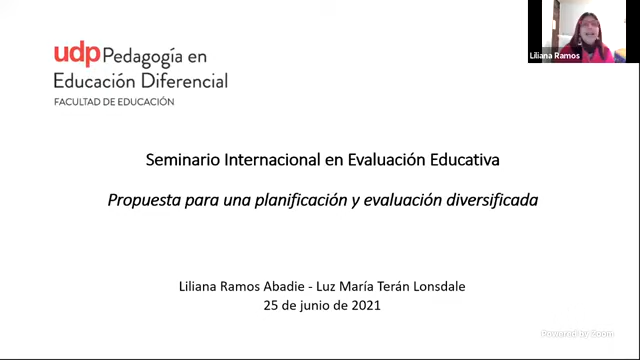 udp Pedagogía en
Educación Diferencial
FACULTAD DE EDUCACIÓN
Liliana Ramos
Seminario Internacional en Evaluación Educativa
Propuesta para una planificación y evaluación diversificada
Liliana Ramos Abadie - Luz María Terán Lonsdale
25 de junio de 2021
Powered by Zoom